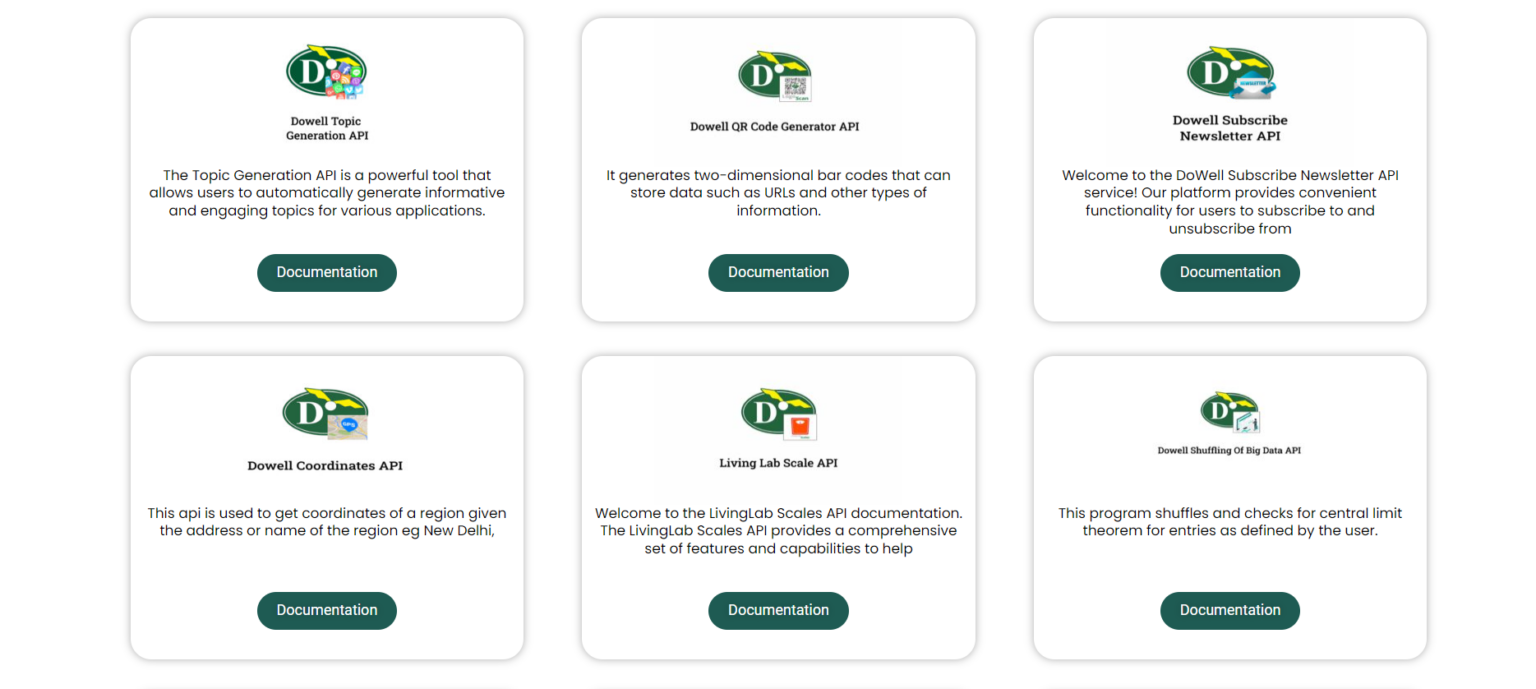 Dowell Topic
Generation API
The Topic Generation API is a powerful tool that
allows users to automatically generate informative
and engaging topics for various applications.
Documentation
Dowell QR Code Generator API
It generates two-dimensional bar codes that can
store data such as URLs and other types of
information.
Documentation
Dowell Subscribe
Newsletter API
Welcome to the DoWell Subscribe Newsletter API
service! Our platform provides convenient
functionality for users to subscribe to and
unsubscribe from
Documentation
D
Dowell Coordinates API
This api is used to get coordinates of a region given
the address or name of the region eg New Delhi,
Documentation
Living Lab Scale API
Welcome to the LivingLab Scales API documentation.
The LivingLab Scales API provides a comprehensive
set of features and capabilities to help
Documentation
Dowell Shuffling Of Big Data API
This program shuffles and checks for central limit
theorem for entries as defined by the user.
Documentation